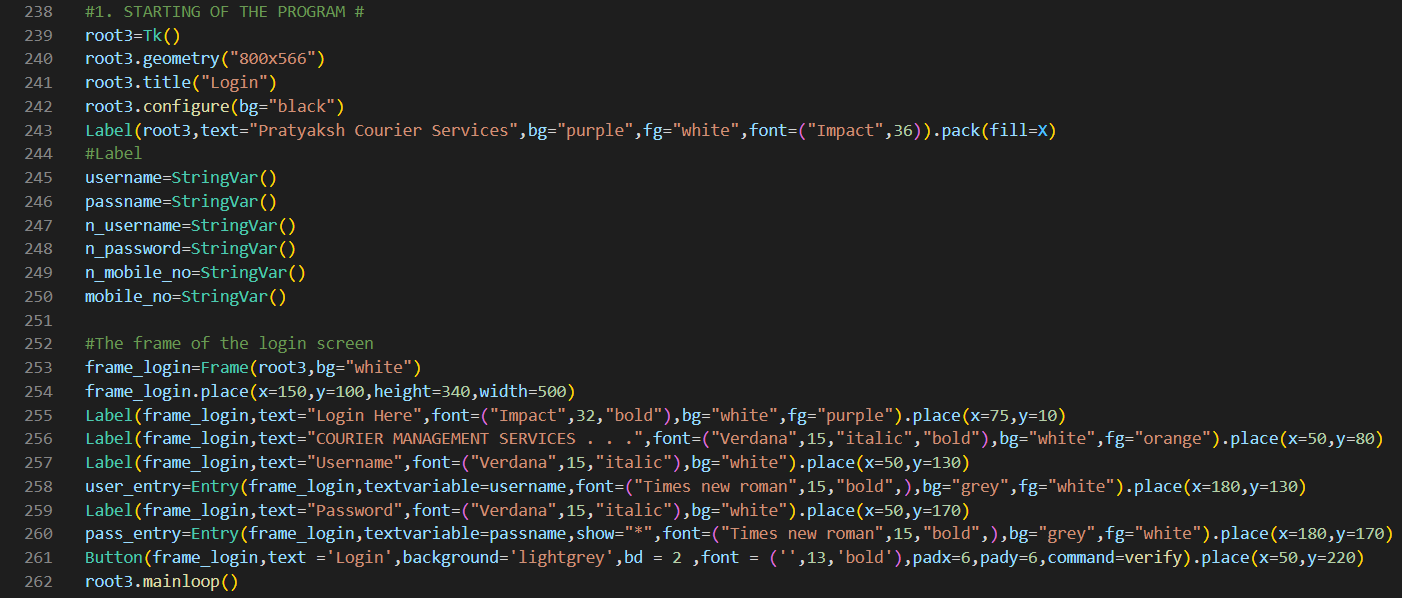 238 #1. STARTING OF THE PROGRAM #
239 root3=Tk()
240 root3.geometry("800x566")
241 root3.title("Login")
242 root3.configure(bg="black")
243 Label(root3,text="Pratyaksh Courier Services",bg="purple",fg="white",font=("Impact",36)).pack(fill=X)
244 #Label
245 username=StringVar()
246 passname=StringVar()
247 n_username=StringVar()
248 n_password=StringVar()
249 n_mobile_no=StringVar()
250 mobile_no=StringVar()
251
252 #The frame of the login screen
253 frame_login=Frame(root3,bg="white")
254 frame_login.place(x=150,y=100,height=340,width=500)
255 Label(frame_login,text="Login Here",font=("Impact",32,"bold"),bg="white",fg="purple").place(x=75,y=10)
256 Label(frame_login,text="COURIER MANAGEMENT SERVICES . . .",font=("Verdana",15,"italic","bold"),bg="white",fg="orange").place(x=50,y=80)
257 Label(frame_login,text="Username",font=("Verdana",15,"italic"),bg="white").place(x=50,y=130)
258 user_entry=Entry(frame_login,textvariable=username,font=("Times new roman",15,"bold",),bg="grey",fg="white").place(x=180,y=130)
259 Label(frame_login,text="Password",font=("Verdana",15,"italic"),bg="white").place(x=50,y=170)
260 pass_entry=Entry(frame_login,textvariable=passname,show="*",font=("Times new roman",15,"bold",),bg="grey",fg="white").place(x=180,y=170)
261 Button(frame_login,text ='Login',background='lightgrey',bd = 2 ,font = ('',13,'bold'),padx=6,pady=6,command=verify).place(x=50,y=220)
262 root3.mainloop()